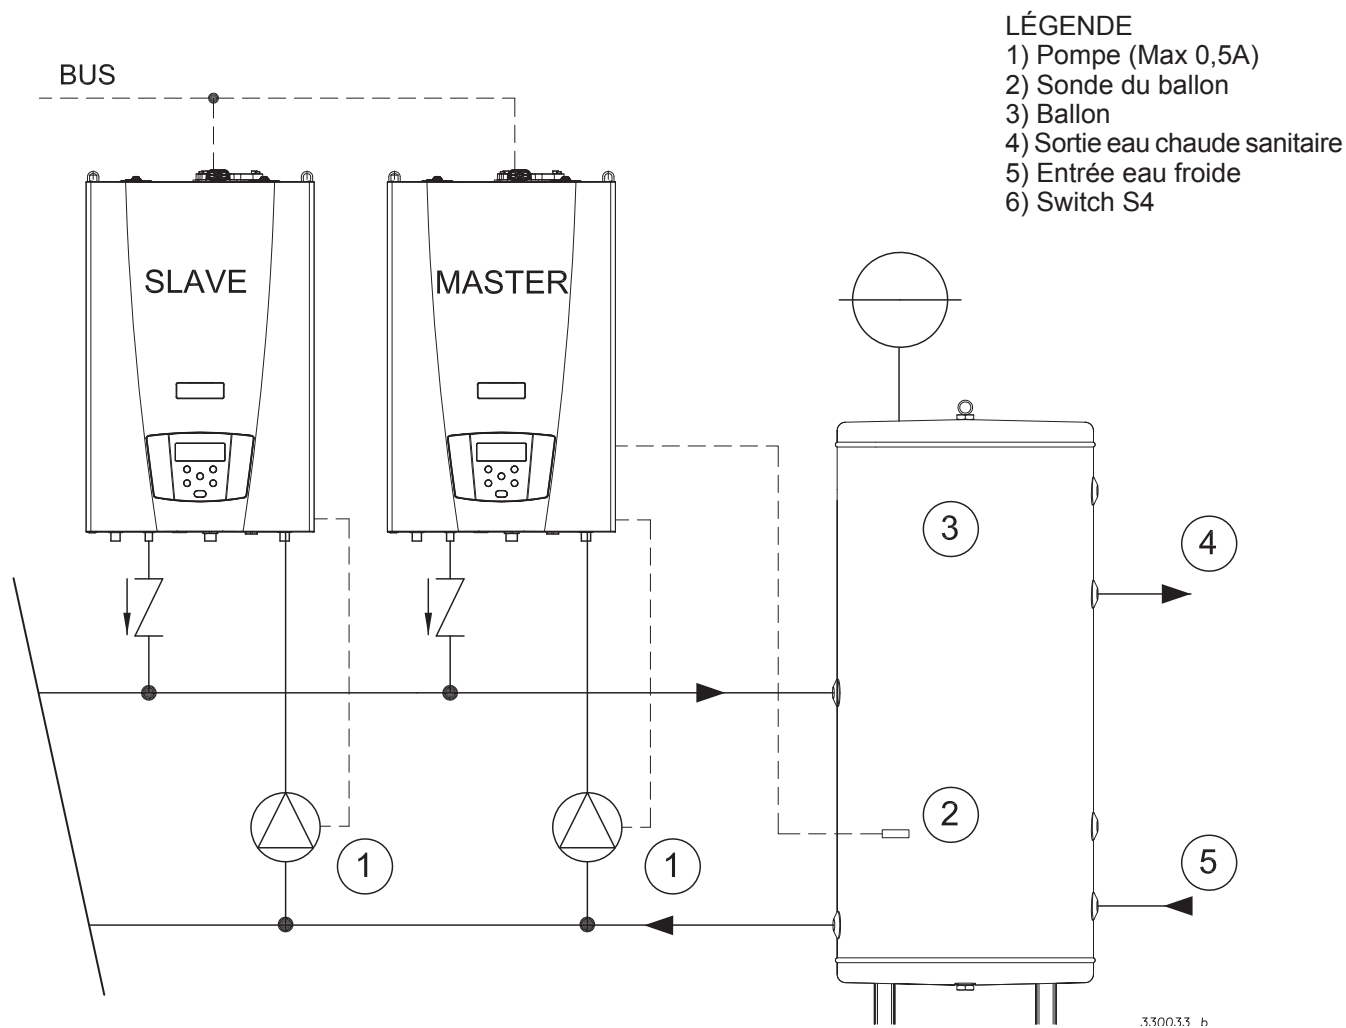 LÉGENDE
1) Pompe (Max 0,5A)
2) Sonde du ballon
3) Ballon
4) Sortie eau chaude sanitaire
5) Entrée eau froide
6) Switch S4
BUS
SLAVE
MASTER
3
4
2
1
1
5
330033_b